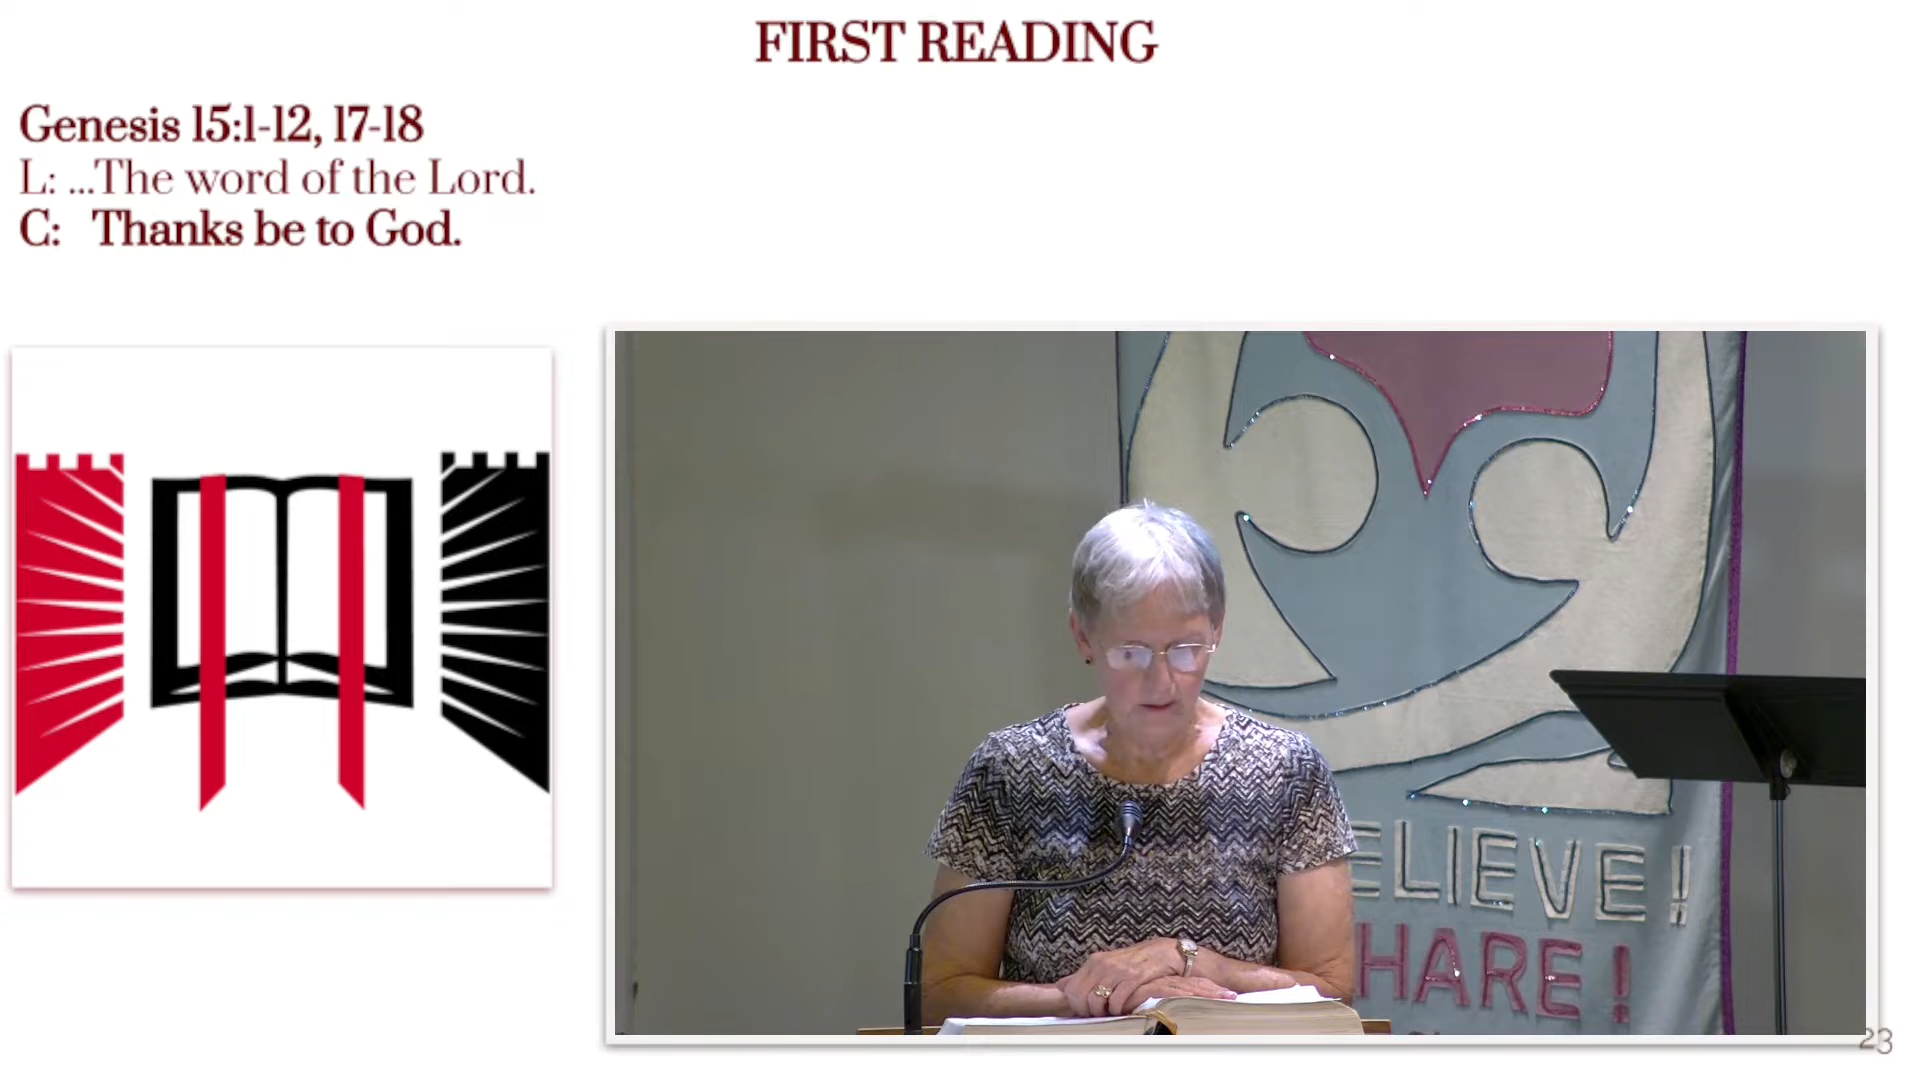 FIRST READING
Genesis 15:1-12, 17-18
L: ...The word of the Lord.
C: Thanks be to God.
ELIEVE!
HARE!
23